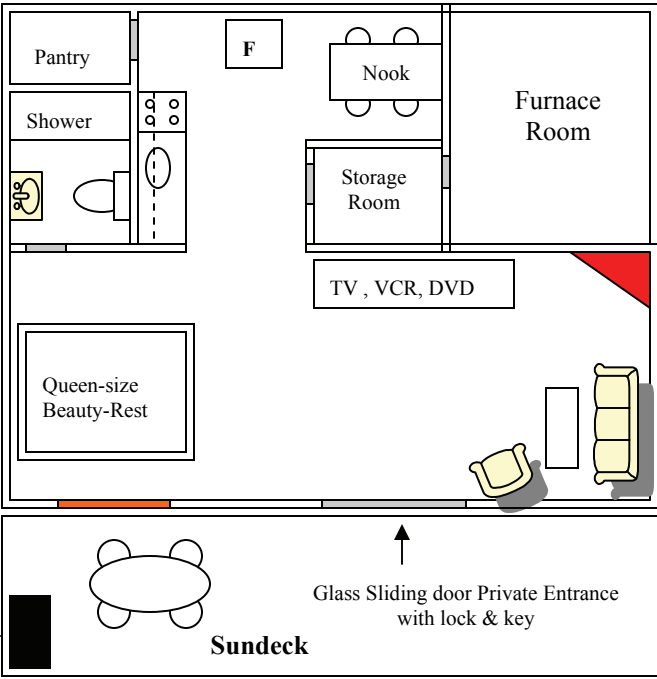 Pantry
F
Nook
Furnace
Room
Shower
Storage
Room
TV , VCR, DVD
Queen-size
Beauty-Rest
Glass Sliding door Private Entrance
with lock & key
Sundeck